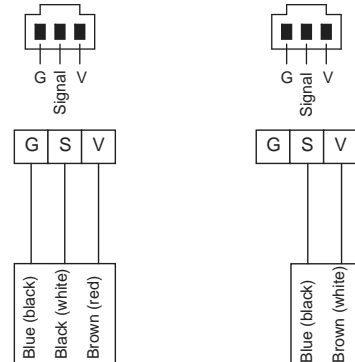 G Signal V
G S V
Blue (black)
Black (white)
Brown (red)
G Signal V
G S V
Blue (black)
Brown (white)